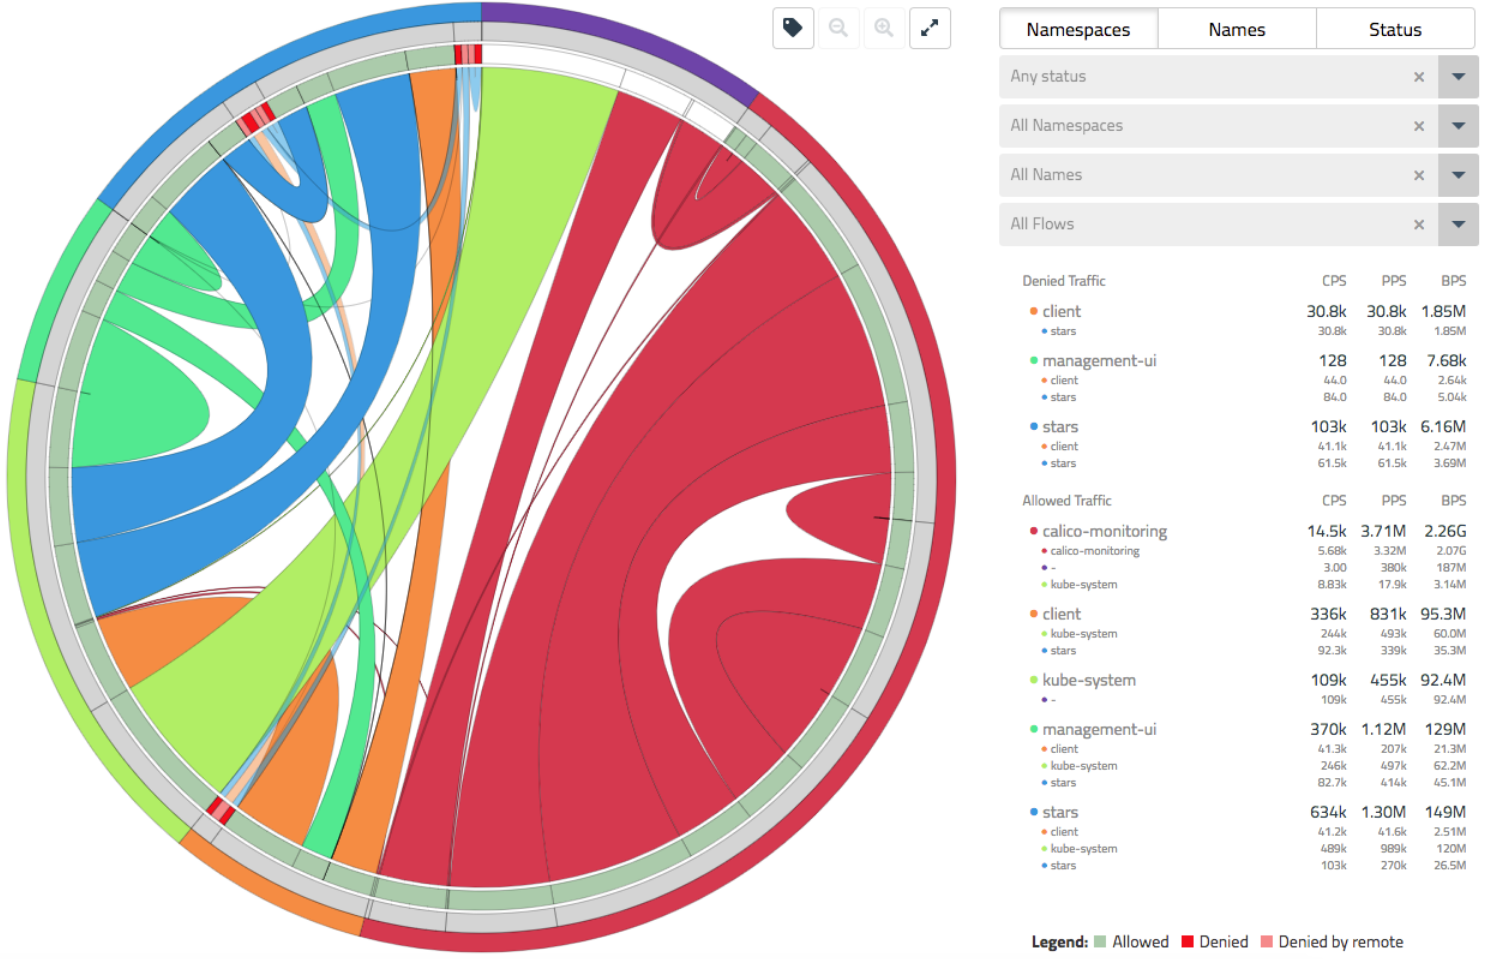 Namespaces Names Status
Any status ×
All Namespaces ×
All Names ×
All Flows ×
Denied Traffic CPS PPS BPS
client 30.8k 30.8k 1.85M
stars 30.8k 30.8k 1.85M
management-ui 128 128 7.68k
client 44.0 44.0 2.64k
stars 84.0 84.0 5.04k
stars 103k 103k 6.16M
client 41.1k 41.1k 2.47M
stars 61.5k 61.5k 3.69M
Allowed Traffic CPS PPS BPS
calico-monitoring 14.5k 3.71M 2.26G
calico-monitoring 5.68k 3.32M 2.07G
- 3.00 380k 187M
kube-system 8.83k 17.9k 3.14M
client 336k 831k 95.3M
kube-system 244k 493k 60.0M
stars 92.3k 339k 35.3M
kube-system 109k 455k 92.4M
- 109k 455k 92.4M
management-ui 370k 1.12M 129M
client 41.3k 207k 21.3M
kube-system 246k 497k 62.2M
stars 82.7k 414k 45.1M
stars 634k 1.30M 149M
client 41.2k 41.6k 2.51M
kube-system 489k 989k 120M
stars 103k 270k 26.5M
Legend: Allowed Denied Denied by remote